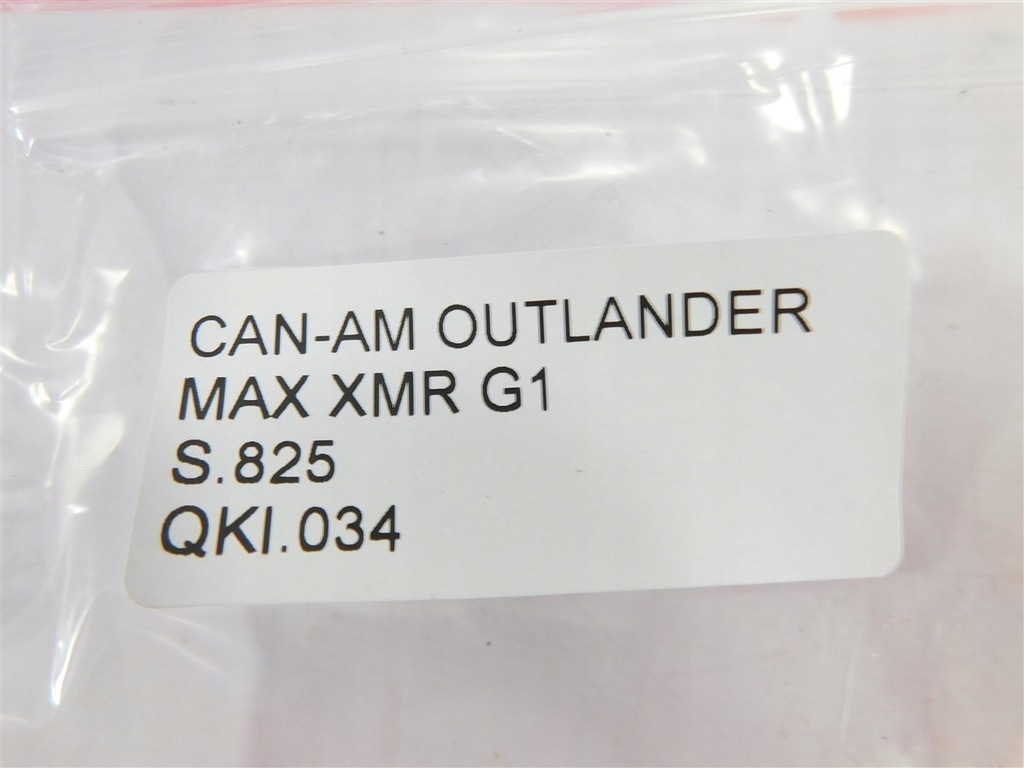 CAN-AM OUTLANDER
MAX XMR G1
S.825
QKI.034